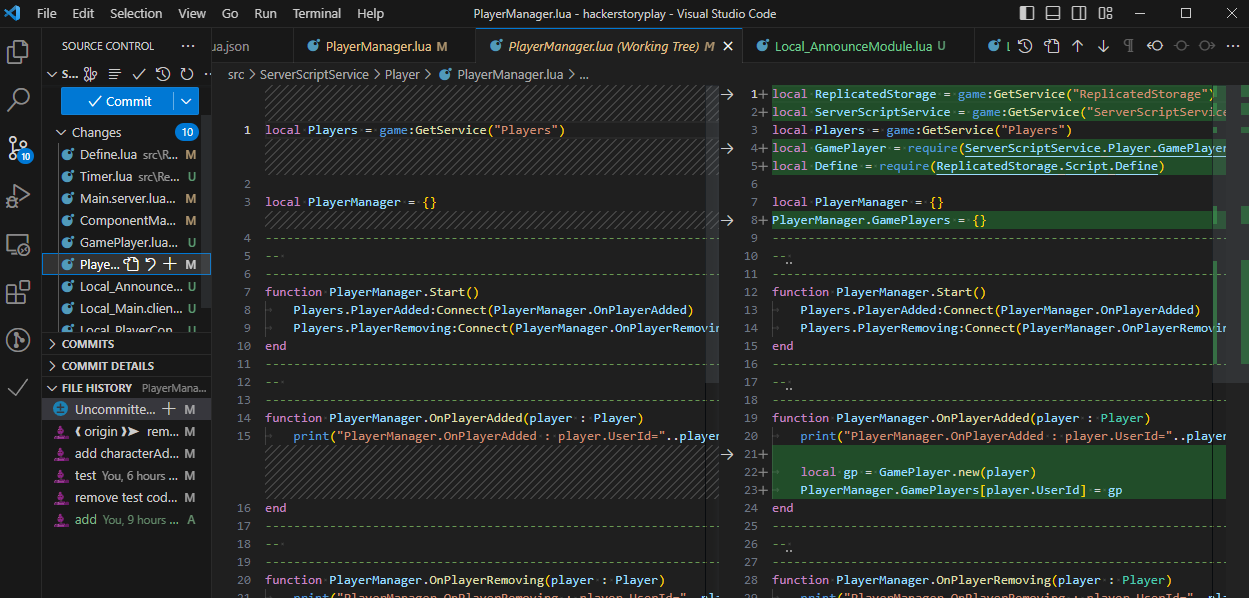 File Edit Selection View Go Run Terminal Help PlayerManager.lua - hackerstoryplay - Visual Studio Code
SOURCE CONTROL ...
S...
Commit
Changes 10
Define.lua src\R... M
Timer.lua src\Re... U
Main.server.lua... M
ComponentMa... M
GamePlayer.lua... U
Playe... M
Local_Announce... U
Local_Main.clien... U
Local_PlayerCon...
COMMITS
COMMIT DETAILS
FILE HISTORY PlayerMana...
Uncommitte... M
origin rem... M
add characterAd... M
test You, 6 hours ... M
remove test cod... M
add You, 9 hours ... A
10
ua.json PlayerManager.lua M PlayerManager.lua (Working Tree) M Local_AnnounceModule.lua U
src > ServerScriptService > Player > PlayerManager.lua > ...
1 local Players = game:GetService("Players")
2
3 local PlayerManager = {}
4 --------------------------------------------------------------
5 --
6 --------------------------------------------------------------
7 function PlayerManager.Start()
8 Players.PlayerAdded:Connect(PlayerManager.OnPlayerAdded)
9 Players.PlayerRemoving:Connect(PlayerManager.OnPlayerRemovin
10 end
11 --------------------------------------------------------------
12 --
13 --------------------------------------------------------------
14 function PlayerManager.OnPlayerAdded(player : Player)
15 print("PlayerManager.OnPlayerAdded : player.UserId="..player
16 end
17 --------------------------------------------------------------
18 --
19 --------------------------------------------------------------
20 function PlayerManager.OnPlayerRemoving(player : Player)
21 print("PlayerManager.OnPlayerRemoving : player.UserId="..pl
1+ local ReplicatedStorage = game:GetService("ReplicatedStorage")
2+ local ServerScriptService = game:GetService("ServerScriptService
3 local Players = game:GetService("Players")
4+ local GamePlayer = require(ServerScriptService.Player.GamePlayer
5+ local Define = require(ReplicatedStorage.Script.Define)
6
7 local PlayerManager = {}
8+ PlayerManager.GamePlayers = {}
9 --------------------------------------------------------------
10 --
11 --------------------------------------------------------------
12 function PlayerManager.Start()
13 Players.PlayerAdded:Connect(PlayerManager.OnPlayerAdded)
14 Players.PlayerRemoving:Connect(PlayerManager.OnPlayerRemovin
15 end
16 --------------------------------------------------------------
17 --
18 --------------------------------------------------------------
19 function PlayerManager.OnPlayerAdded(player : Player)
20 print("PlayerManager.OnPlayerAdded : player.UserId="..player
21+
22+ local gp = GamePlayer.new(player)
23+ PlayerManager.GamePlayers[player.UserId] = gp
24 end
25 --------------------------------------------------------------
26 --
27 --------------------------------------------------------------
28 function PlayerManager.OnPlayerRemoving(player : Player)
print("PlayerManager.OnPlayerRemoving : player.UserId="..pl